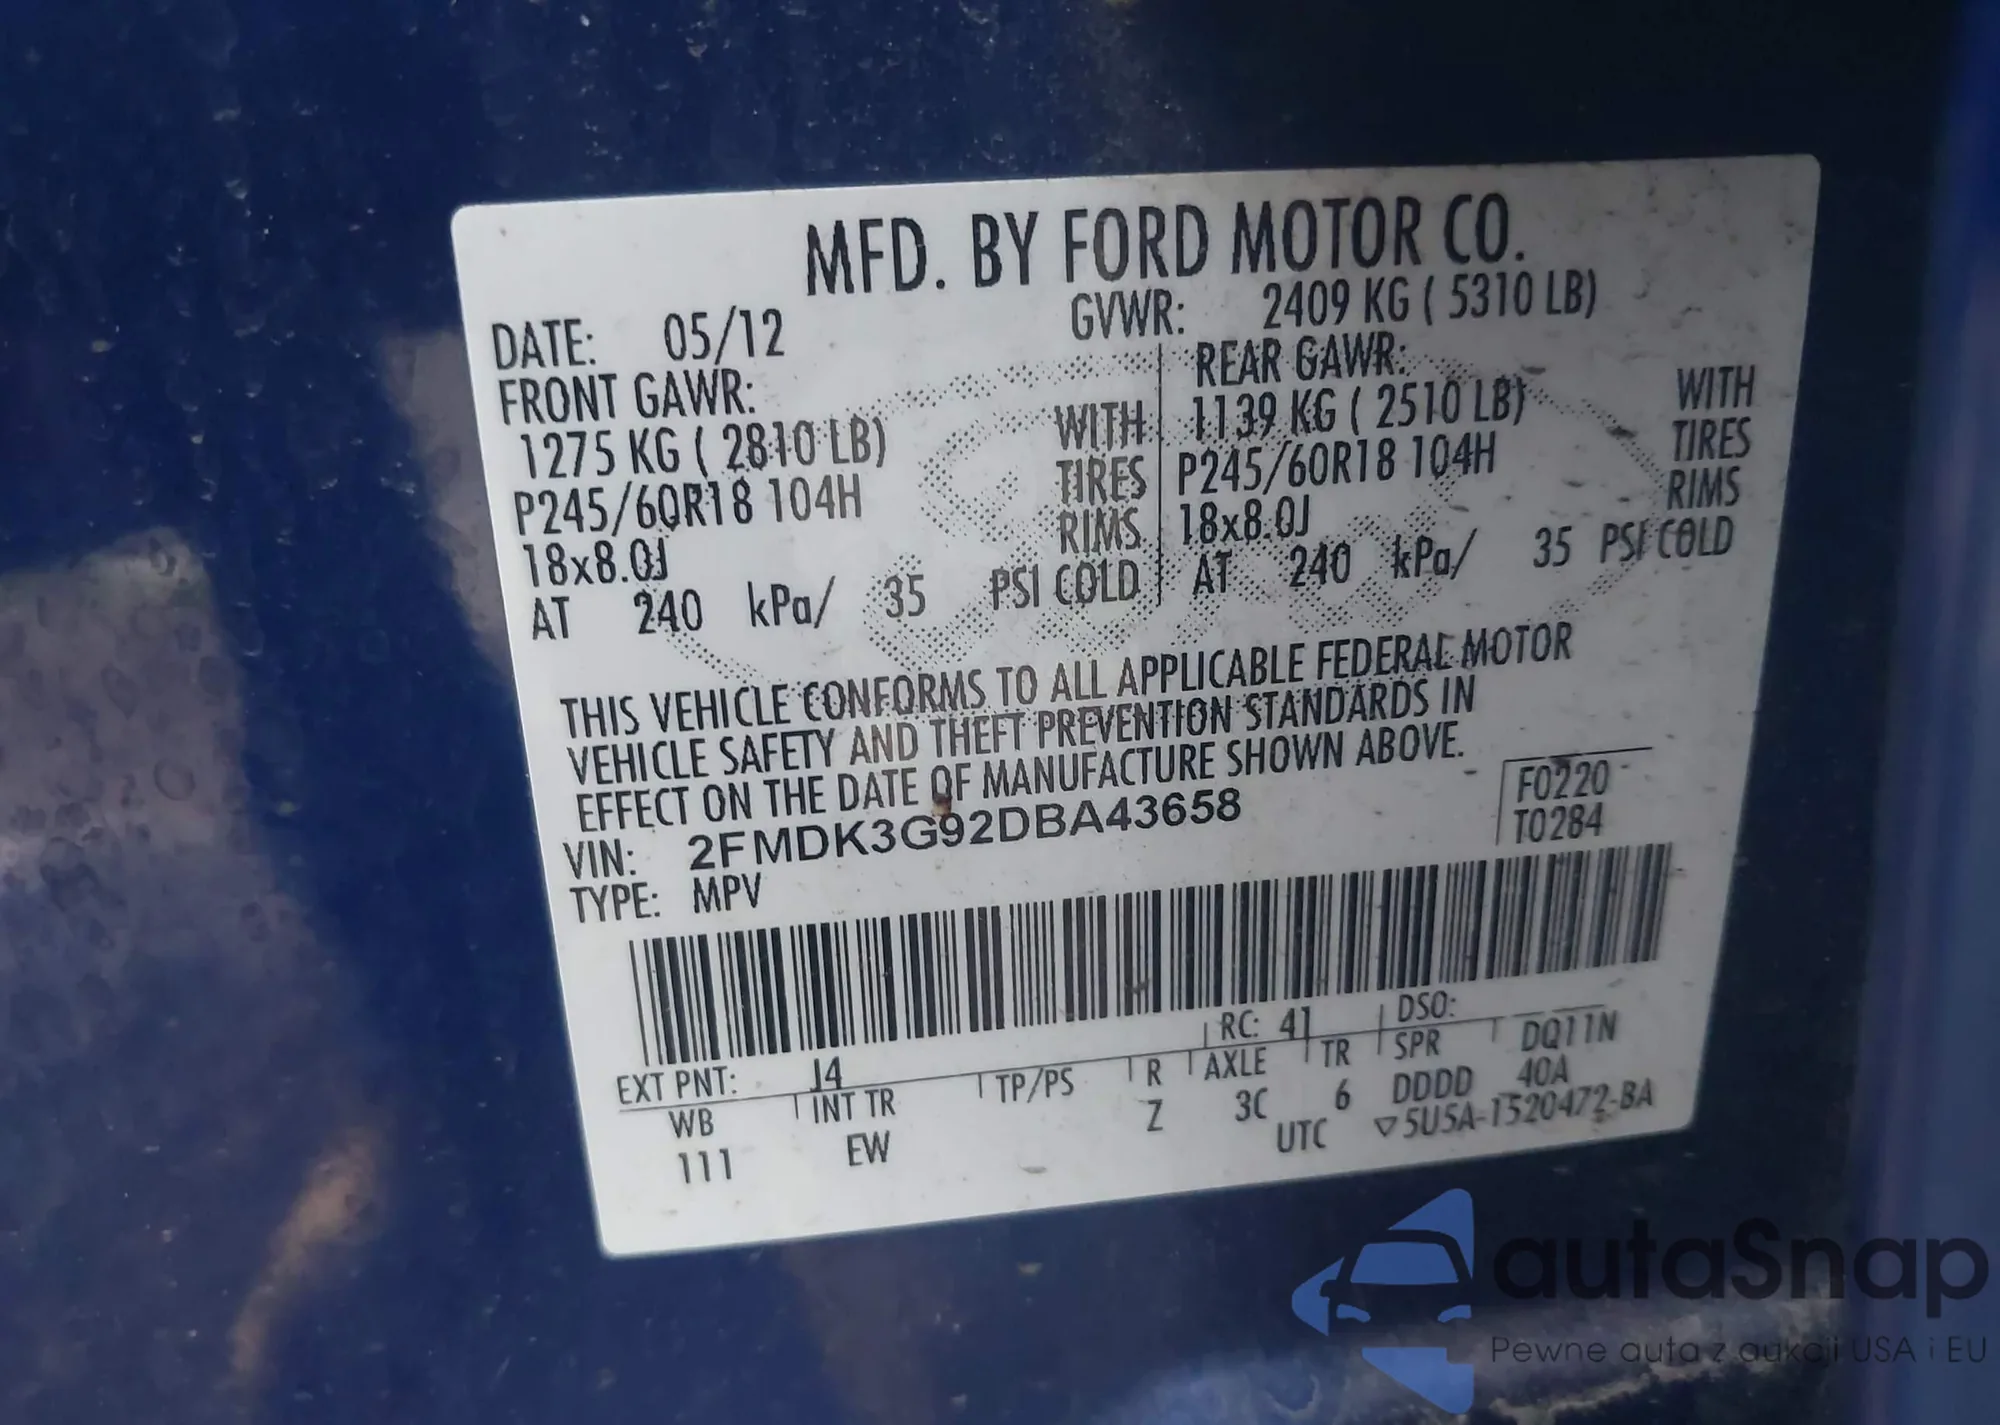 MFD. BY FORD MOTOR CO.
DATE: 05/12 GVWR: 2409 KG ( 5310 LB)
FRONT GAWR: REAR GAWR:
1275 KG ( 2810 LB) WITH 1139 KG ( 2510 LB) WITH
P245/60R18 104H TIRES P245/60R18 104H TIRES
18x8.0J RIMS 18x8.0J RIMS
AT 240 kPa/ 35 PSI COLD AT 240 kPa/ 35 PSI COLD
THIS VEHICLE CONFORMS TO ALL APPLICABLE FEDERAL MOTOR
VEHICLE SAFETY AND THEFT PREVENTION STANDARDS IN
EFFECT ON THE DATE OF MANUFACTURE SHOWN ABOVE.
VIN: 2FMDK3G92DBA43658 F0220
TYPE: MPV T0284
EXT PNT: J4 RC: 41 DSO:
WB INT TR TP/PS R AXLE TR SPR DQ11N
111 EW Z 3C 6 DDDD 40A
UTC ▽5U5A-1520472-BA
autaSnap
Pewne auta z aukcji USA i EU